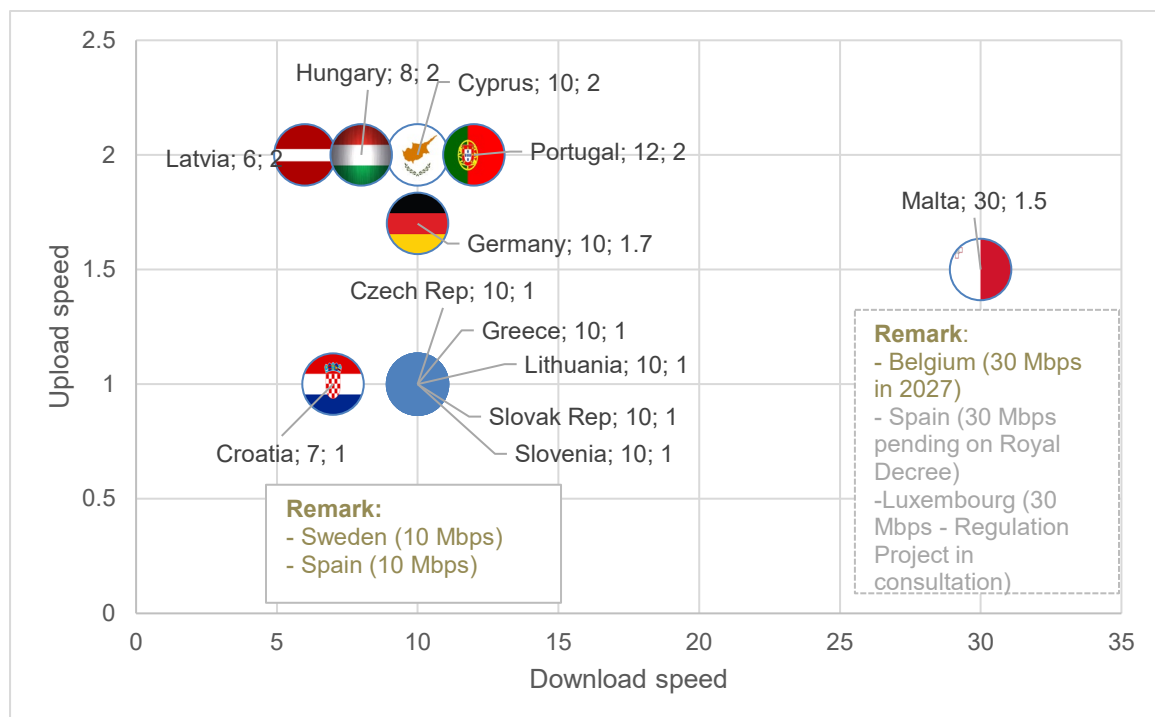 2.5
Hungary; 8; 2
Cyprus; 10; 2
2
Latvia; 6; 2
Portugal; 12; 2
Malta; 30; 1.5
Germany; 10; 1.7
1.5
Czech Rep; 10; 1
Greece; 10; 1
Lithuania; 10; 1
1
Slovak Rep; 10; 1
Croatia; 7; 1
Slovenia; 10; 1
Upload speed
Remark:
- Belgium (30 Mbps
in 2027)
- Spain (30 Mbps
pending on Royal
Decree)
-Luxembourg (30
Mbps - Regulation
Project in
consultation)
0.5
Remark:
- Sweden (10 Mbps)
- Spain (10 Mbps)
0
0 5 10 15 20 25 30 35
Download speed